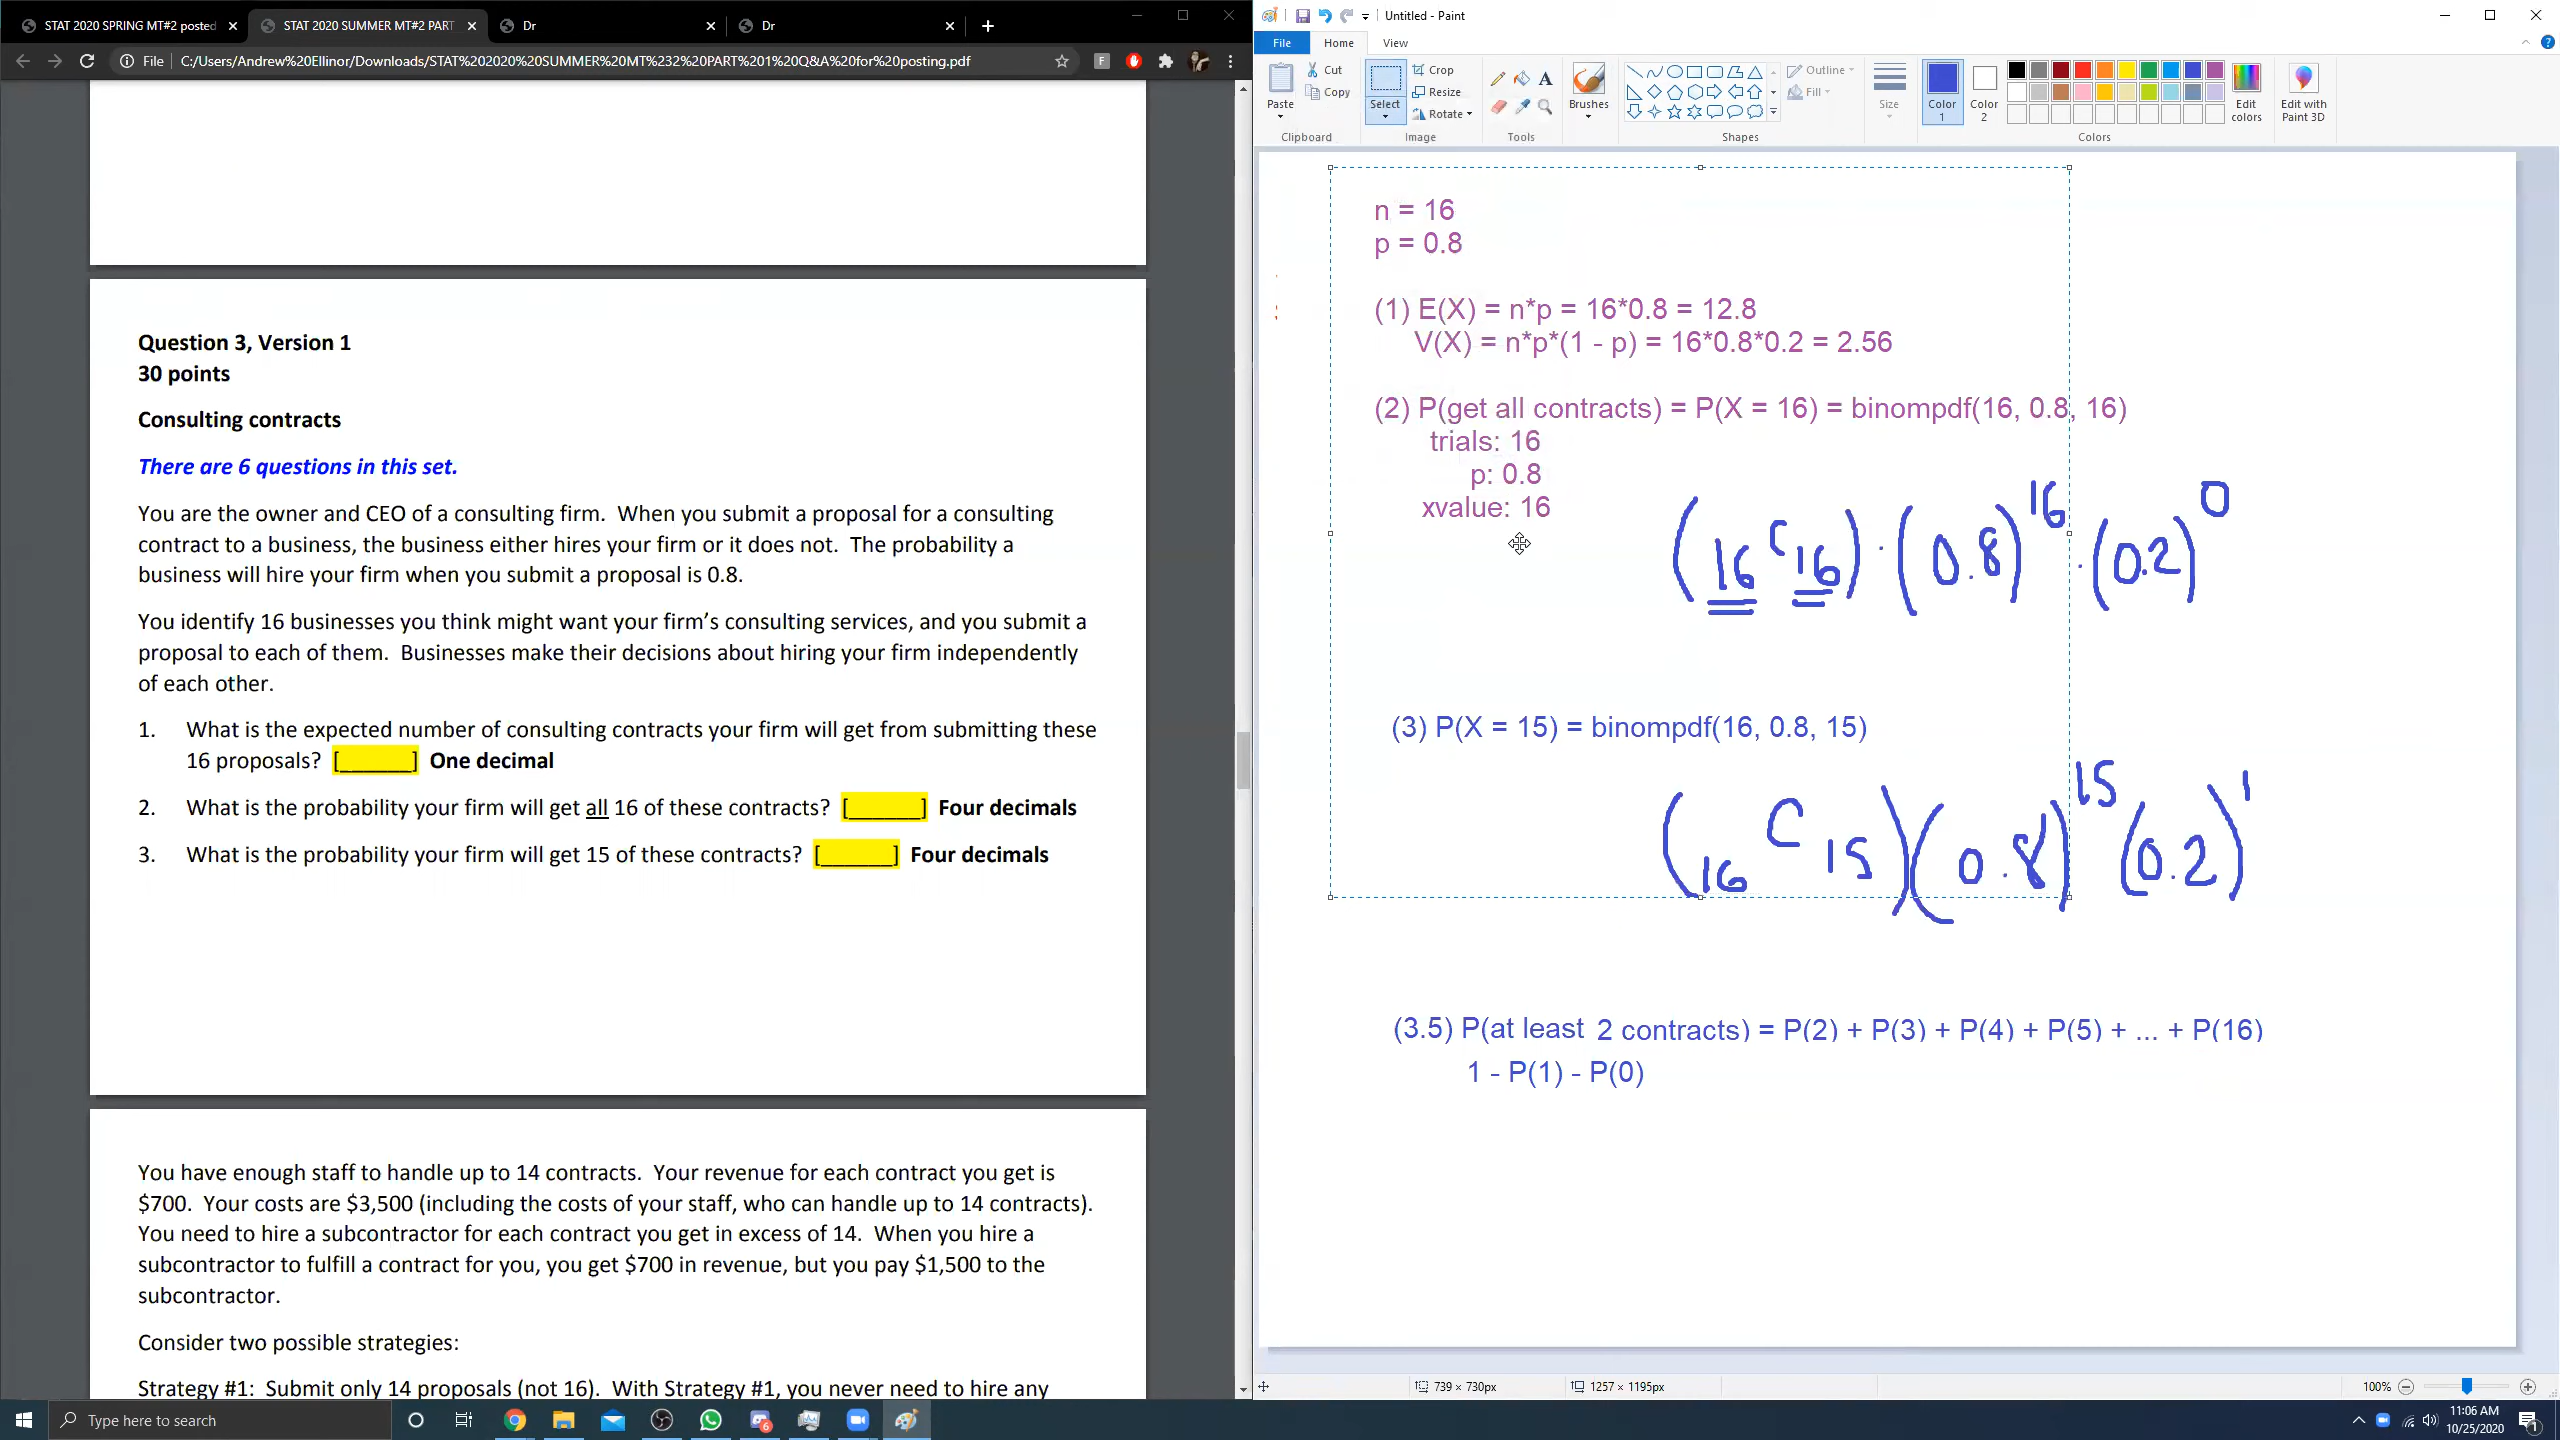 STAT 2020 SPRING MT#2 posted
STAT 2020 SUMMER MT#2 PART
Dr
Dr
File
C:/Users/Andrew%20Ellinor/Downloads/STAT%202020%20SUMMER%20MT%232%20PART%201%20Q&A%20for%20posting.pdf
Question 3, Version 1
30 points
Consulting contracts
There are 6 questions in this set.
You are the owner and CEO of a consulting firm. When you submit a proposal for a consulting
contract to a business, the business either hires your firm or it does not. The probability a
business will hire your firm when you submit a proposal is 0.8.
You identify 16 businesses you think might want your firm's consulting services, and you submit a
proposal to each of them. Businesses make their decisions about hiring your firm independently
of each other.
1. What is the expected number of consulting contracts your firm will get from submitting these
16 proposals? [______] One decimal
2. What is the probability your firm will get all 16 of these contracts? [______] Four decimals
3. What is the probability your firm will get 15 of these contracts? [______] Four decimals
You have enough staff to handle up to 14 contracts. Your revenue for each contract you get is
$700. Your costs are $3,500 (including the costs of your staff, who can handle up to 14 contracts).
You need to hire a subcontractor for each contract you get in excess of 14. When you hire a
subcontractor to fulfill a contract for you, you get $700 in revenue, but you pay $1,500 to the
subcontractor.
Consider two possible strategies:
Strategy #1: Submit only 14 proposals (not 16). With Strategy #1, you never need to hire any
Untitled - Paint
File
Home
View
Paste
Cut
Copy
Clipboard
Select
Crop
Resize
Rotate
Image
Tools
Brushes
Outline
Fill
Shapes
Size
Color 1
Color 2
Edit colors
Edit with Paint 3D
Colors
n = 16
p = 0.8
(1) E(X) = n*p = 16*0.8 = 12.8
V(X) = n*p*(1 - p) = 16*0.8*0.2 = 2.56
(2) P(get all contracts) = P(X = 16) = binompdf(16, 0.8, 16)
trials: 16
p: 0.8
xvalue: 16
(16 C 16) · (0.8)^16 · (0.2)^0
(3) P(X = 15) = binompdf(16, 0.8, 15)
(16 C 15)(0.8)^15 (0.2)^1
(3.5) P(at least 2 contracts) = P(2) + P(3) + P(4) + P(5) + ... + P(16)
1 - P(1) - P(0)
739 × 730px
1257 × 1195px
100%
Type here to search
6
11:06 AM
10/25/2020
1